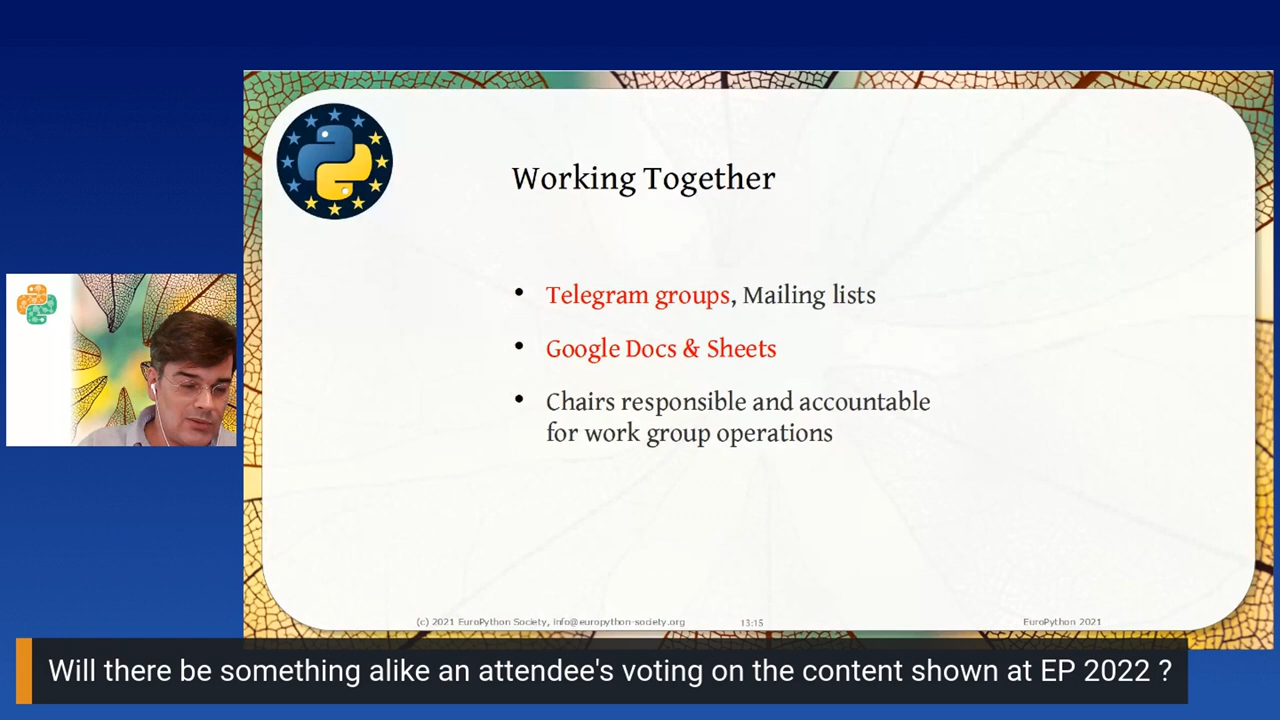 Working Together
• Telegram groups, Mailing lists
• Google Docs & Sheets
• Chairs responsible and accountable
for work group operations
(c) 2021 EuroPython Society, info@europython-society.org
13:15
EuroPython 2021
Will there be something alike an attendee's voting on the content shown at EP 2022 ?